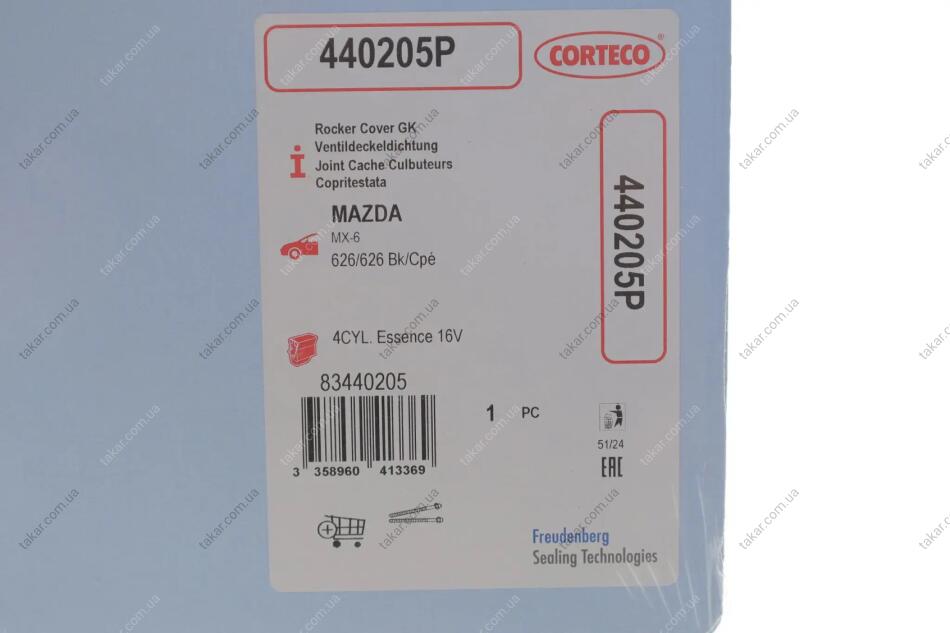 440205P
CORTECO®
Rocker Cover GK
Ventildeckeldichtung
Joint Cache Culbuteurs
Copritestata
MAZDA
MX-6
626/626 Bk/Cpé
440205P
4CYL. Essence 16V
83440205
1 PC
3 358960 413369
51/24
EAC
Freudenberg
Sealing Technologies
takar.com.ua